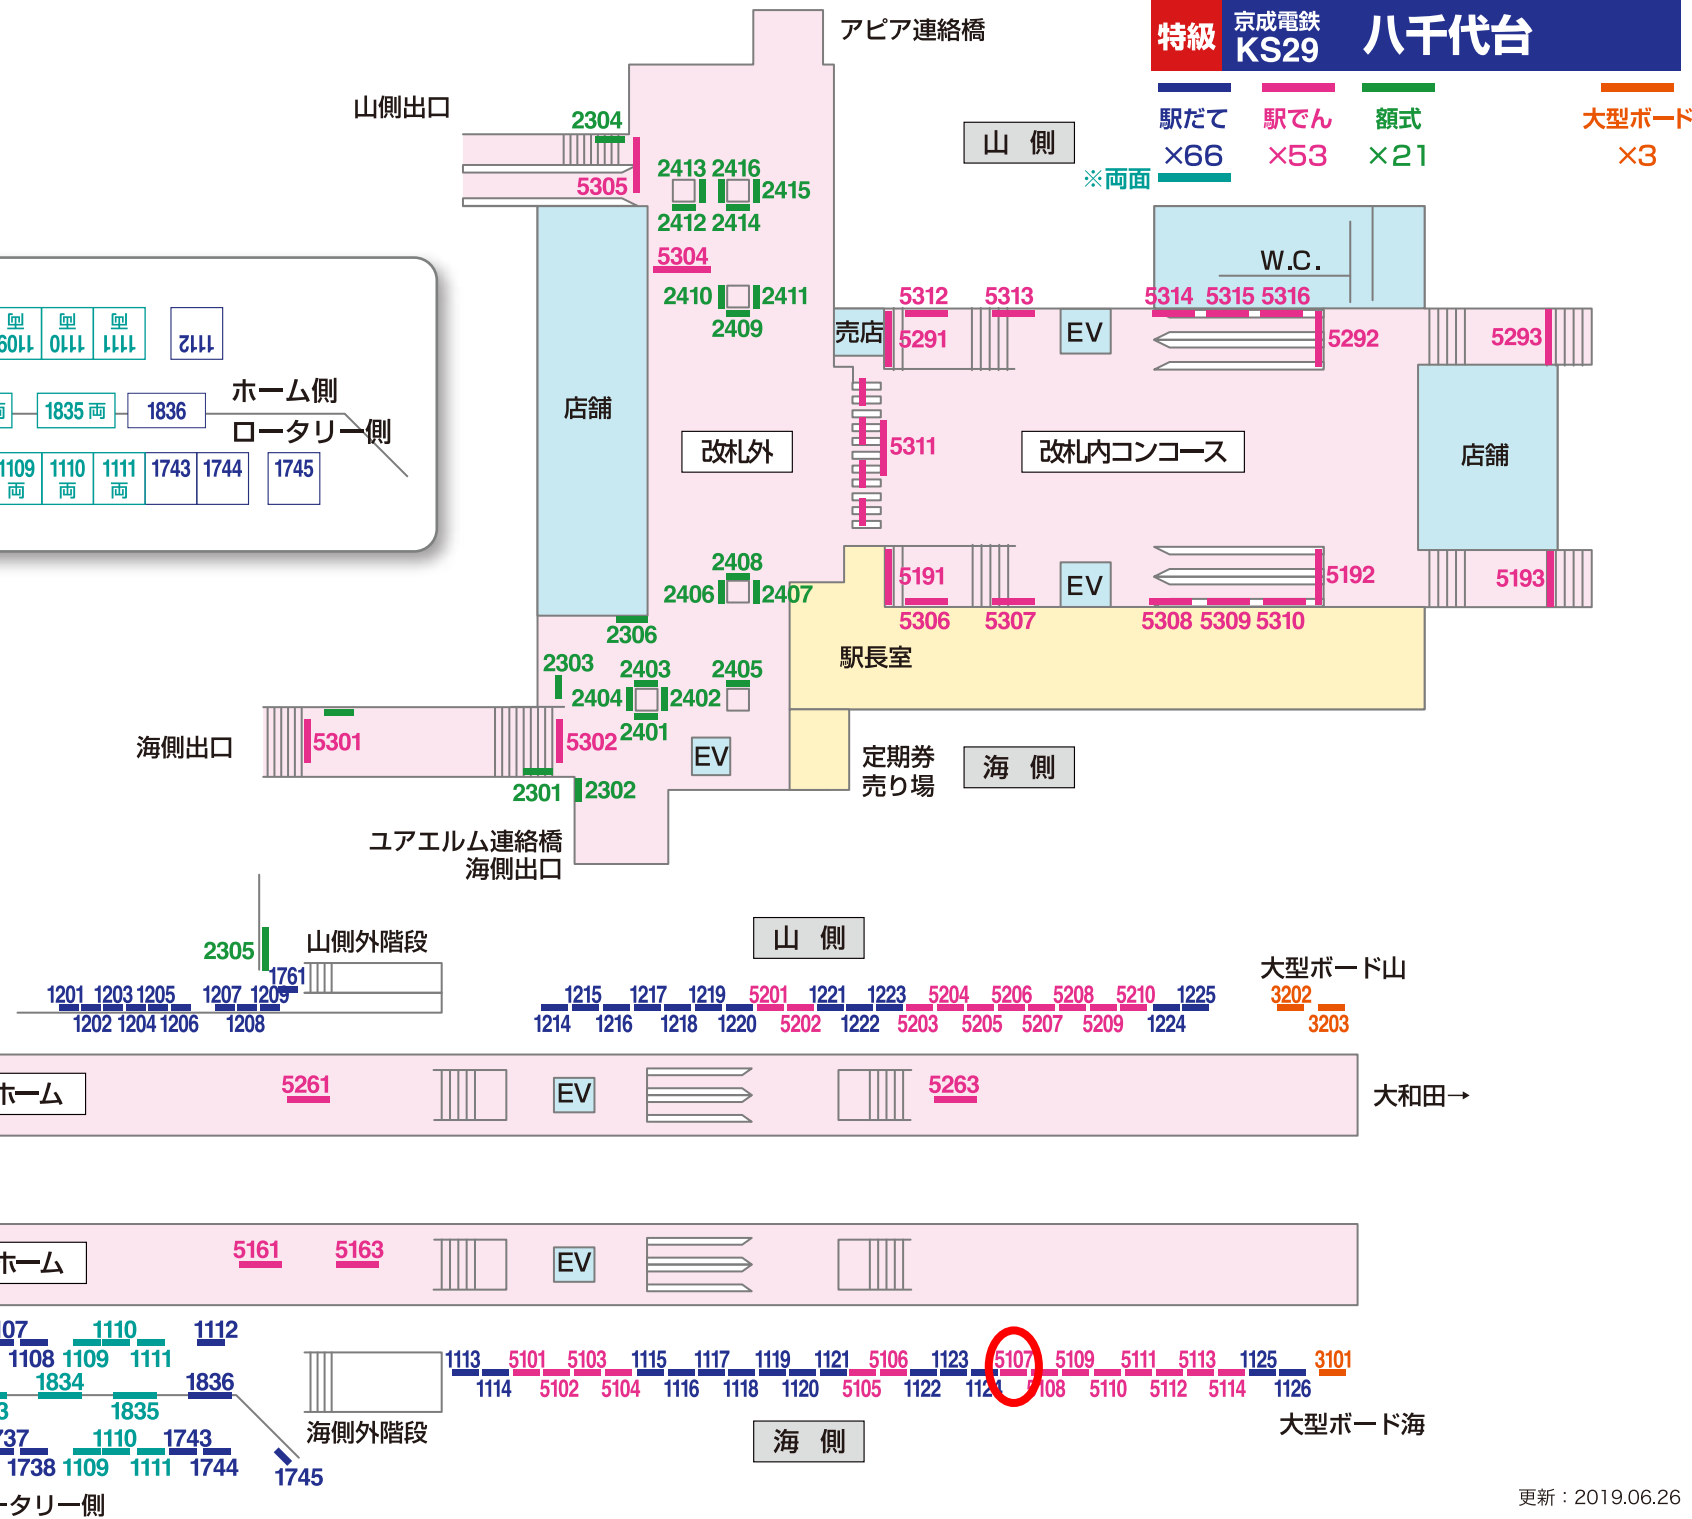 特級 京成電鉄 KS29 八千代台
駅だて ×66
駅でん ×53
額式 ×21
大型ボード ×3
※両面
アピア連絡橋
山側出口
2304
5305
2413 2416
2415
2412 2414
5304
2410 2411
2409
山 側
W.C.
5312 5313 5314 5315 5316
売店 5291 EV 5292 5293
1110 1111 1112
ホーム側
1835 両 1836
ロータリー側
1109 両 1110 両 1111 両 1743 1744 1745
店舗
改札外
5311
改札内コンコース
店舗
2408
2406 2407
5191 EV 5192 5193
5306 5307 5308 5309 5310
2306
駅長室
2303 2403 2405
2404 2402
2401
5301 5302
海側出口
EV
定期券
売り場
海 側
2301 2302
ユアエルム連絡橋
海側出口
2305
山側外階段
山 側
大型ボード山
1761
1201 1203 1205 1207 1209
1202 1204 1206 1208
1215 1217 1219 5201 1221 1223 5204 5206 5208 5210 1225 3202
1214 1216 1218 1220 5202 1222 5203 5205 5207 5209 1224 3203
ホーム 5261 EV 5263
大和田→
ホーム 5161 5163 EV
1110 1112
1108 1109 1111
1834 1836
1835
1110 1743
1738 1109 1111 1744
1745
海側外階段
1113 5101 5103 1115 1117 1119 1121 5106 1123 5107 5109 5111 5113 1125 3101
1114 5102 5104 1116 1118 1120 5105 1122 1124 5108 5110 5112 5114 1126
海 側
大型ボード海
ータリー側
更新：2019.06.26